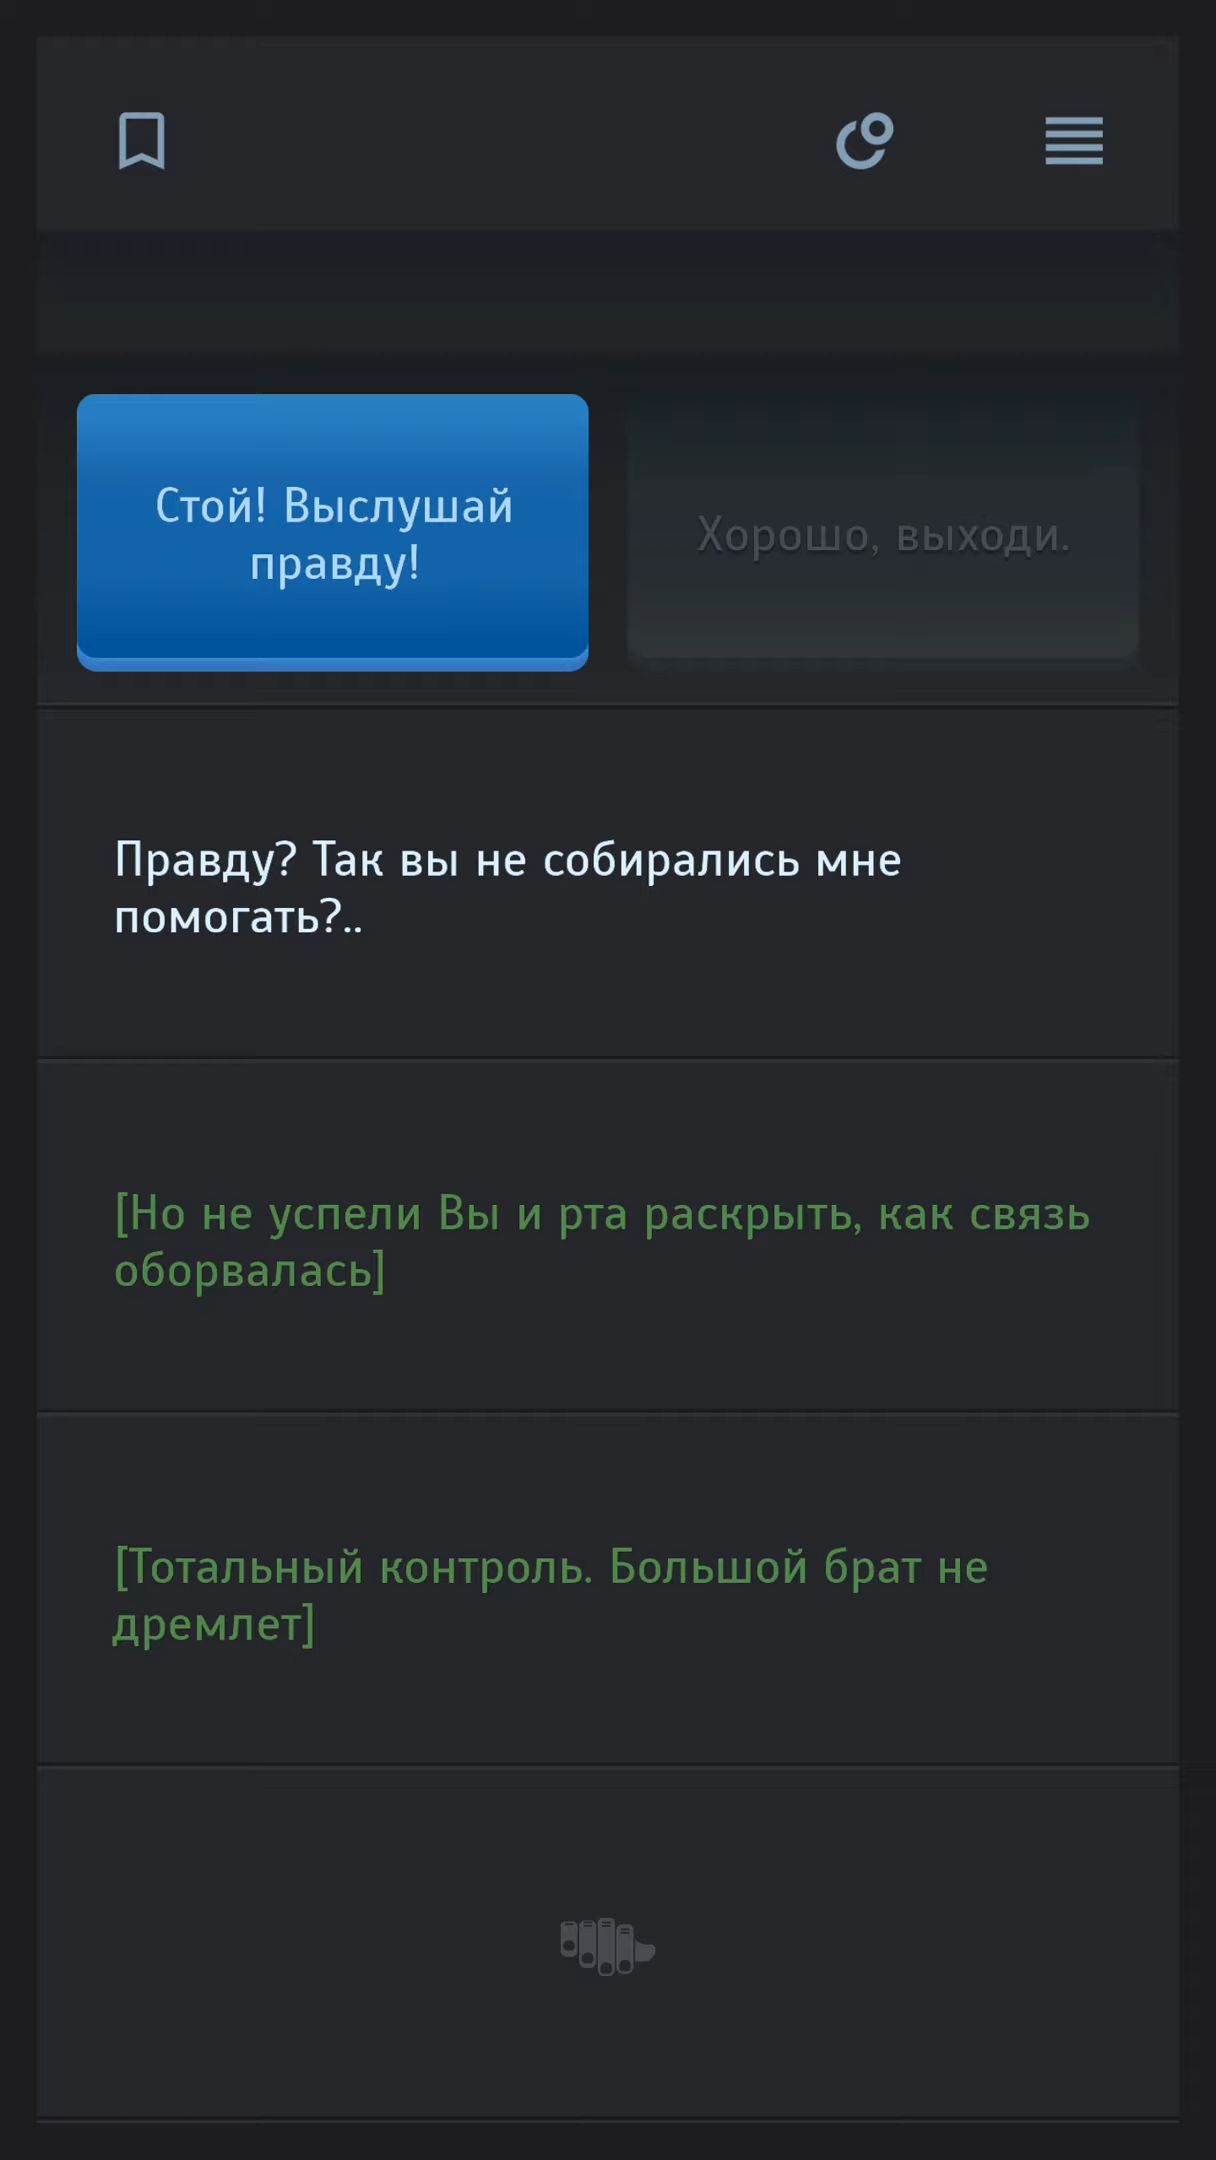 Стой! Выслушай
правду!
Хорошо, выходи.
Правду? Так вы не собирались мне
помогать?..
[Но не успели Вы и рта раскрыть, как связь
оборвалась]
[Тотальный контроль. Большой брат не
дремлет]